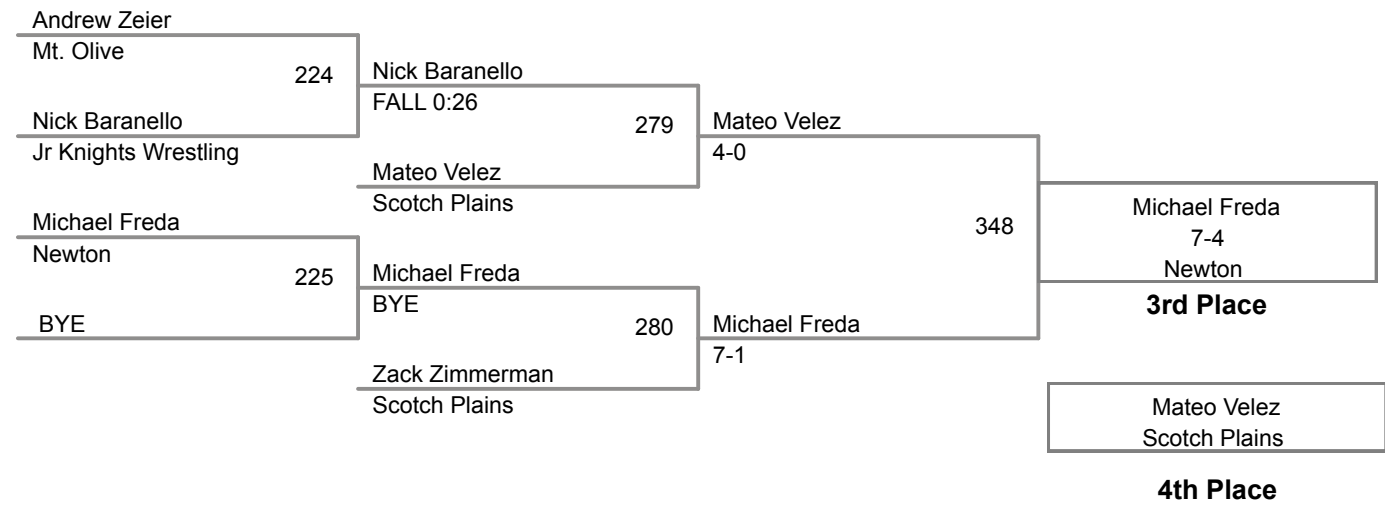 Andrew Zeier
Mt. Olive
224
Nick Baranello
FALL 0:26
Nick Baranello
Jr Knights Wrestling
279
Mateo Velez
4-0
Mateo Velez
Scotch Plains
Michael Freda
Newton
225
Michael Freda
BYE
BYE
280
Michael Freda
7-1
Zack Zimmerman
Scotch Plains
348
Michael Freda
7-4
Newton
3rd Place
Mateo Velez
Scotch Plains
4th Place